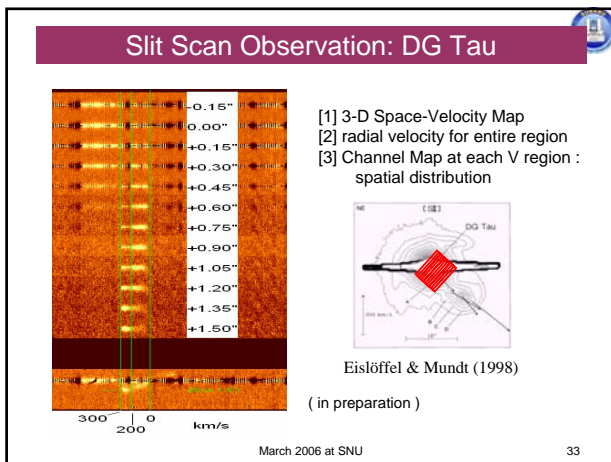 Slit Scan Observation: DG Tau
-0.15"
0.00"
+0.15"
+0.30"
+0.45"
+0.60"
+0.75"
+0.90"
+1.05"
+1.20"
+1.35"
+1.50"
300 0
200 km/s
[1] 3-D Space-Velocity Map
[2] radial velocity for entire region
[3] Channel Map at each V region :
spatial distribution
NE [SII]
DG Tau
A
B
C
D
10"
Eislöffel & Mundt (1998)
( in preparation )
March 2006 at SNU 33